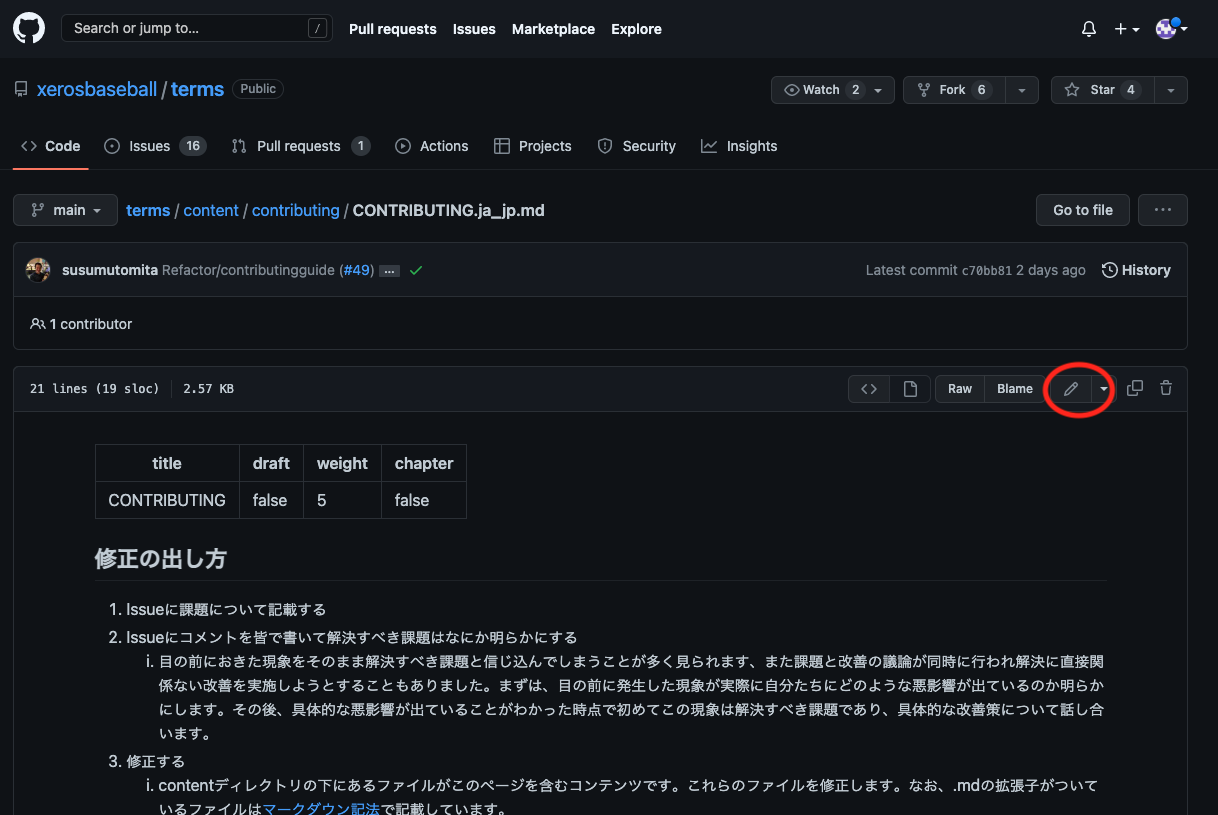 Search or jump to... /
Pull requests Issues Marketplace Explore
xerosbaseball / terms Public
Watch 2 Fork 6 Star 4
Code Issues 16 Pull requests 1 Actions Projects Security Insights
main terms / content / contributing / CONTRIBUTING.ja_jp.md Go to file ...
susumutomita Refactor/contributingguide (#49) ... Latest commit c70bb81 2 days ago History
1 contributor
21 lines (19 sloc) 2.57 KB Raw Blame
title draft weight chapter
CONTRIBUTING false 5 false
修正の出し方
1. Issueに課題について記載する
2. Issueにコメントを皆で書いて解決すべき課題はなにか明らかにする
i. 目の前におきた現象をそのまま解決すべき課題と信じ込んでしまうことが多く見られます、また課題と改善の議論が同時に行われ解決に直接関
係ない改善を実施しようとすることもありました。まずは、目の前に発生した現象が実際に自分たちにどのような悪影響が出ているのか明らか
にします。その後、具体的な悪影響が出ていることがわかった時点で初めてこの現象は解決すべき課題であり、具体的な改善策について話し合
います。
3. 修正する
i. contentディレクトリの下にあるファイルがこのページを含むコンテンツです。これらのファイルを修正します。なお、.mdの拡張子がついて
いるファイルはマークダウン記法で記載しています。